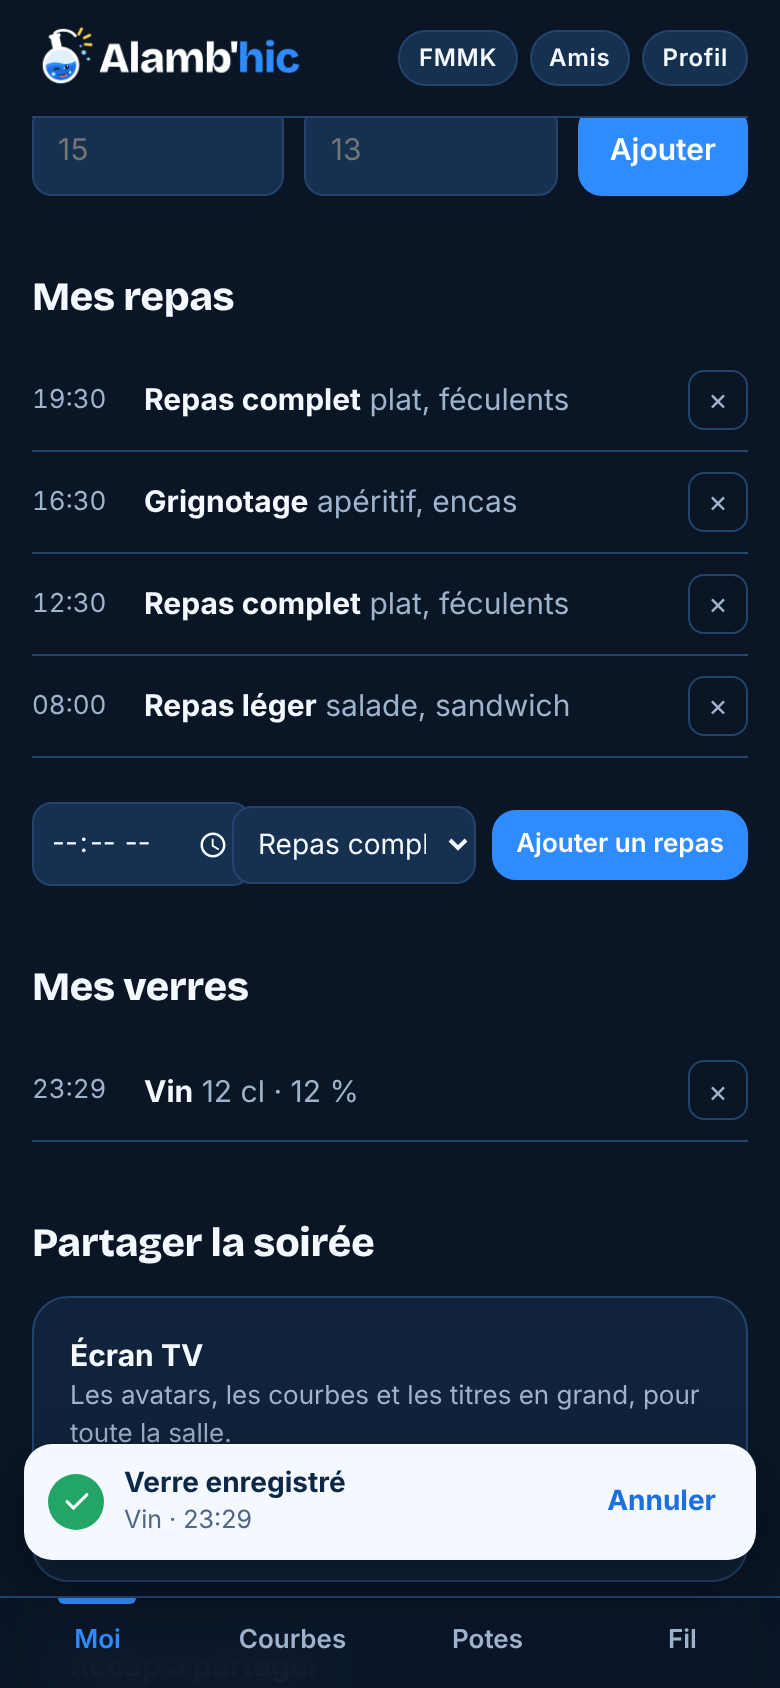 Alamb'hic
FMMK
Amis
Profil
15
13
Ajouter
Mes repas
19:30 Repas complet plat, féculents ×
16:30 Grignotage apéritif, encas ×
12:30 Repas complet plat, féculents ×
08:00 Repas léger salade, sandwich ×
--:-- --
Repas compl
Ajouter un repas
Mes verres
23:29 Vin 12 cl · 12 % ×
Partager la soirée
Écran TV
Les avatars, les courbes et les titres en grand, pour
toute la salle.
Verre enregistré
Vin · 23:29
Annuler
Moi
Courbes
Potes
Fil
Récap à partager